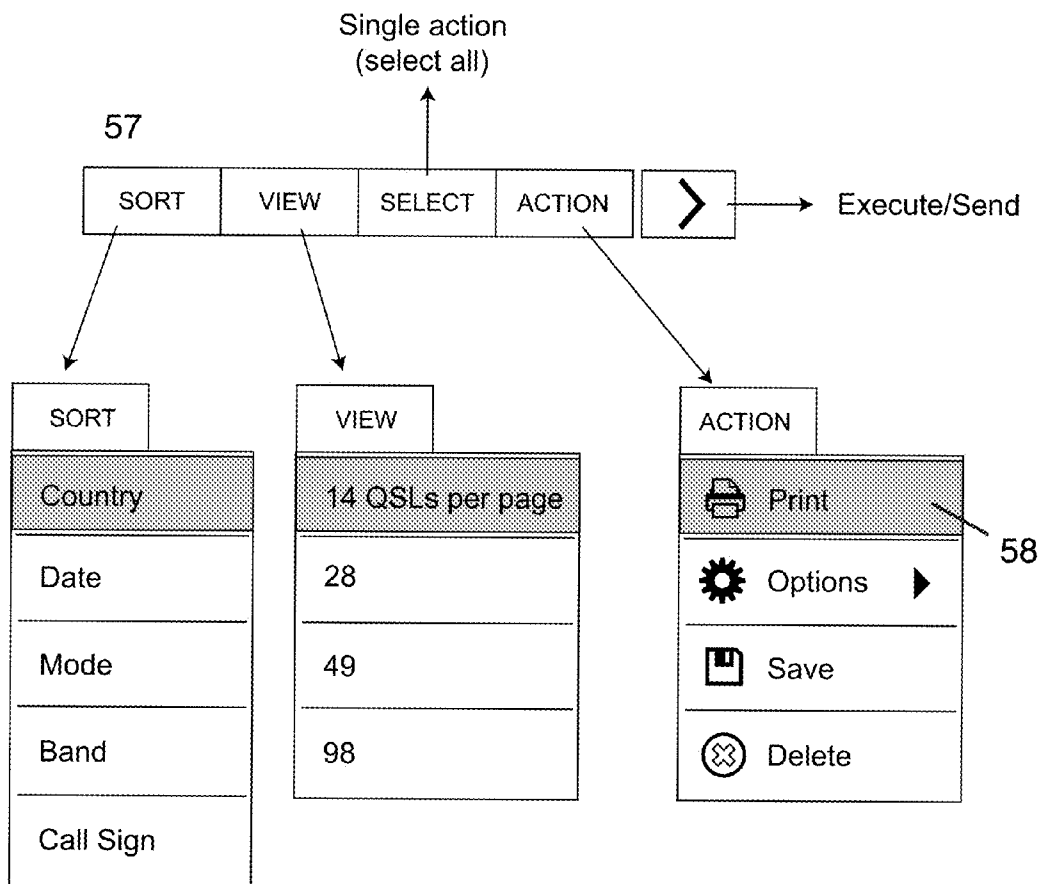 Single action
(select all)
57
SORT VIEW SELECT ACTION > Execute/Send
SORT
Country
Date
Mode
Band
Call Sign
VIEW
14 QSLs per page
28
49
98
ACTION
Print
Options
Save
Delete
58